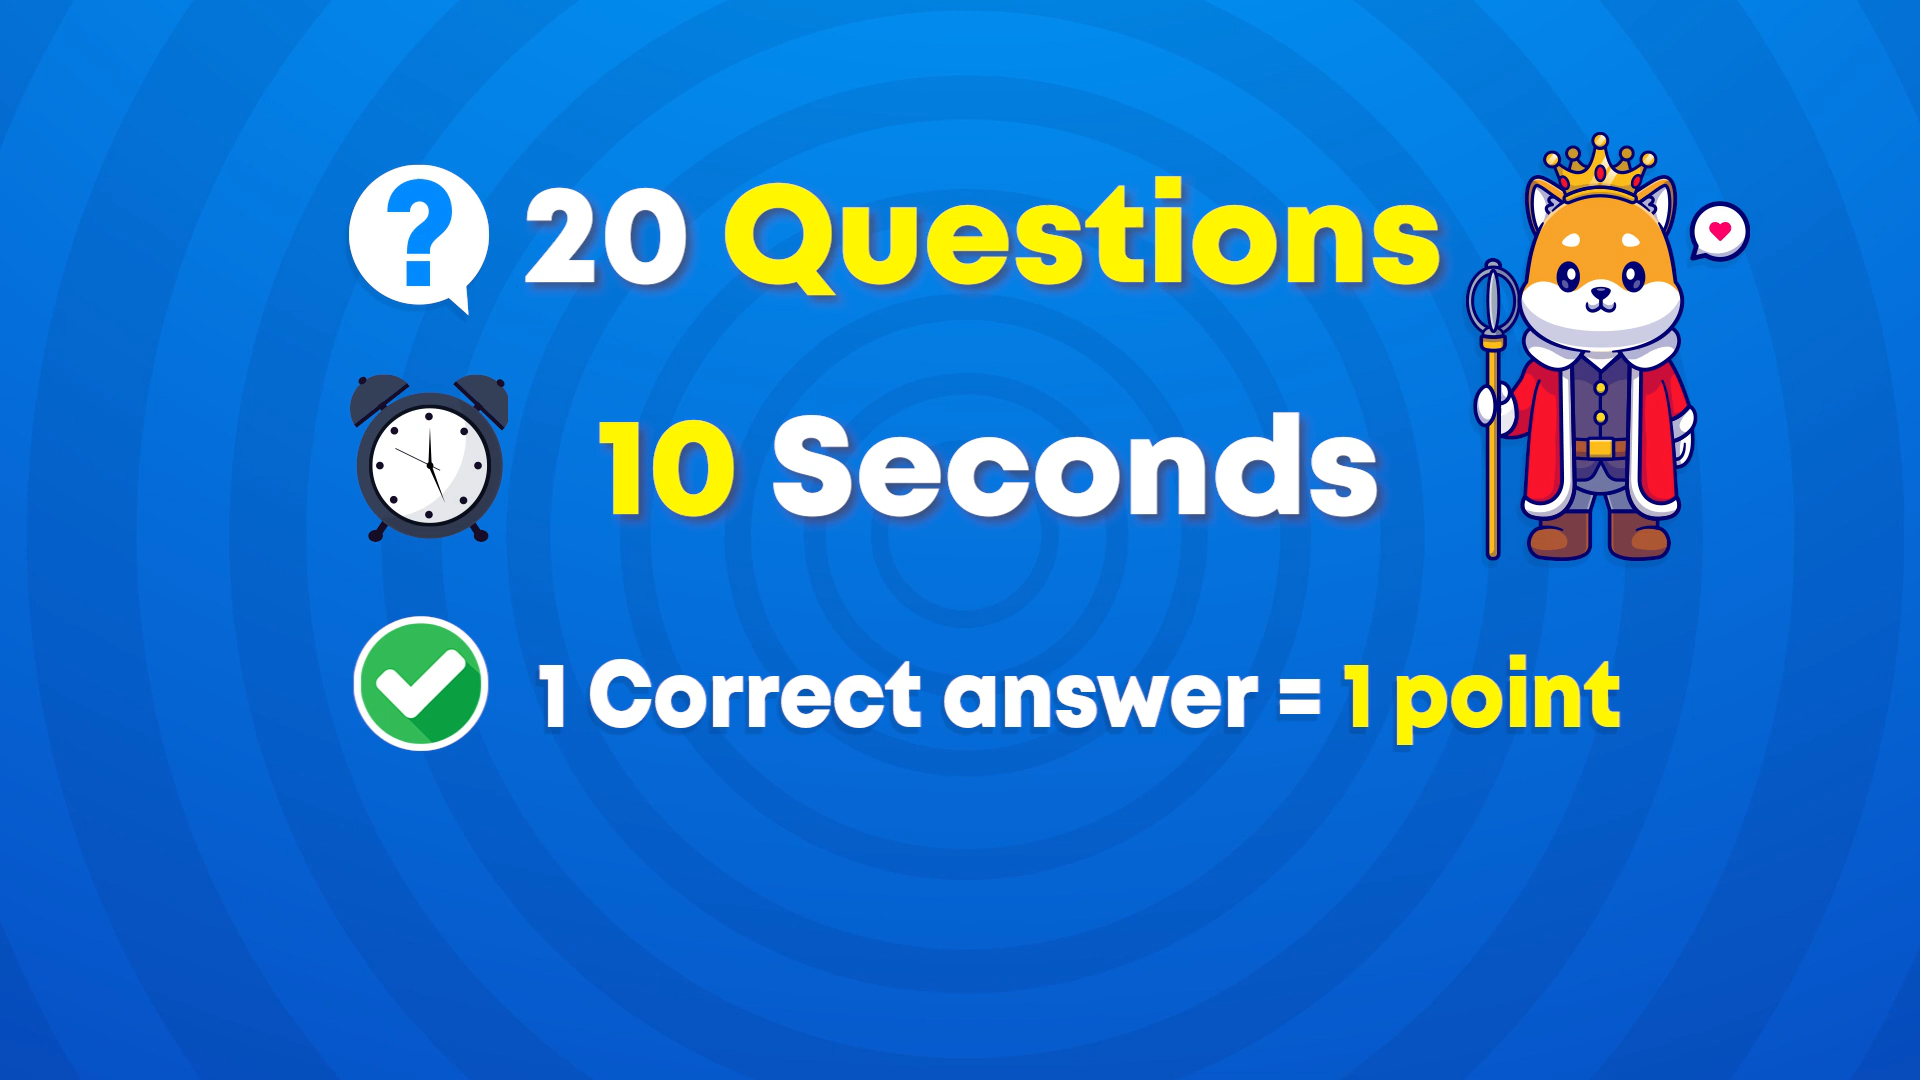 ? 20 Questions
10 Seconds
1 Correct answer = 1 point